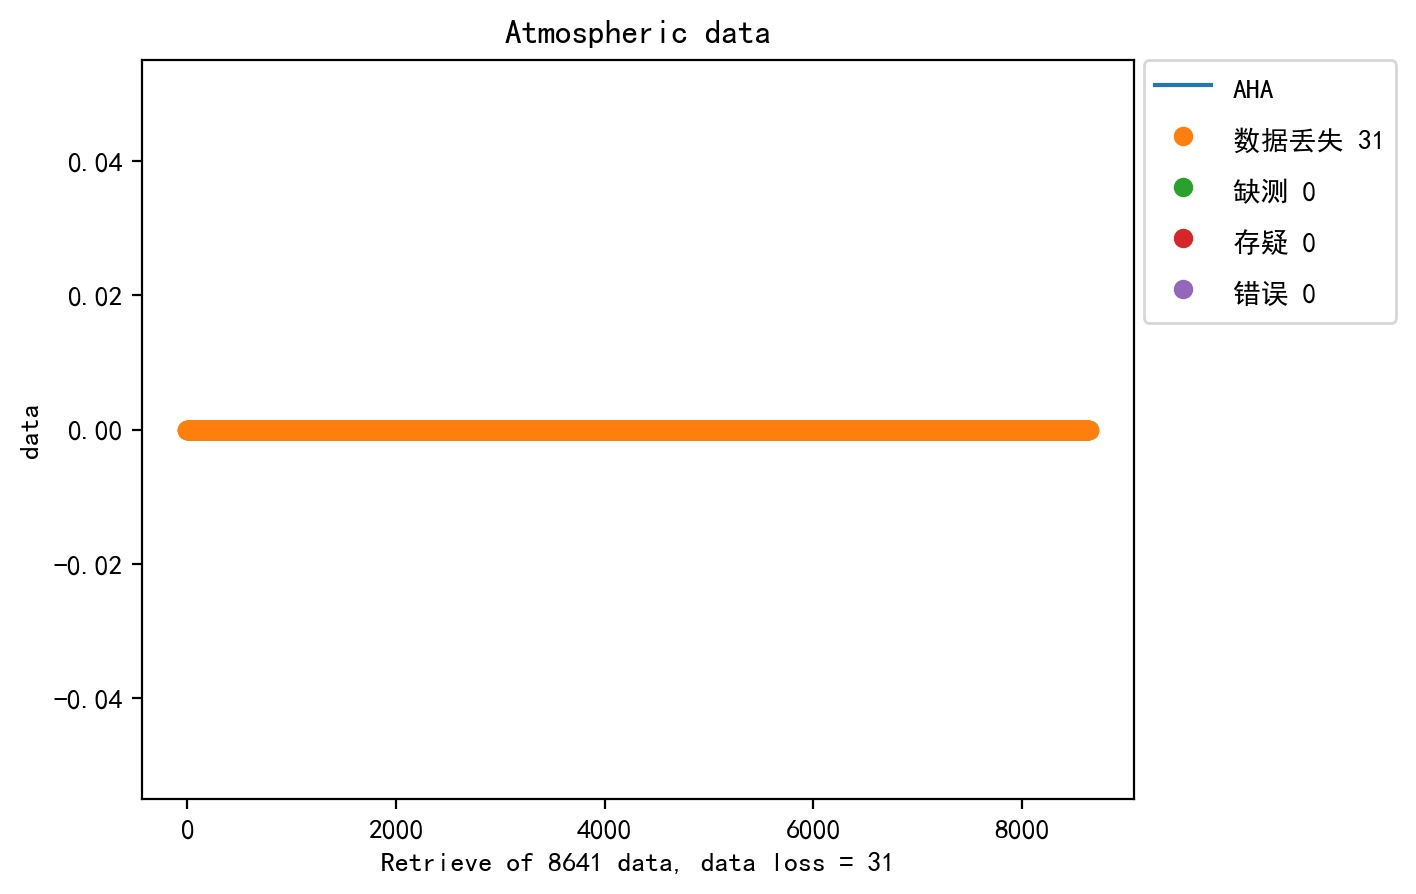 Atmospheric data
AHA
数据丢失 31
缺测 0
存疑 0
错误 0
data
0.04
0.02
0.00
-0.02
-0.04
0 2000 4000 6000 8000
Retrieve of 8641 data, data loss = 31